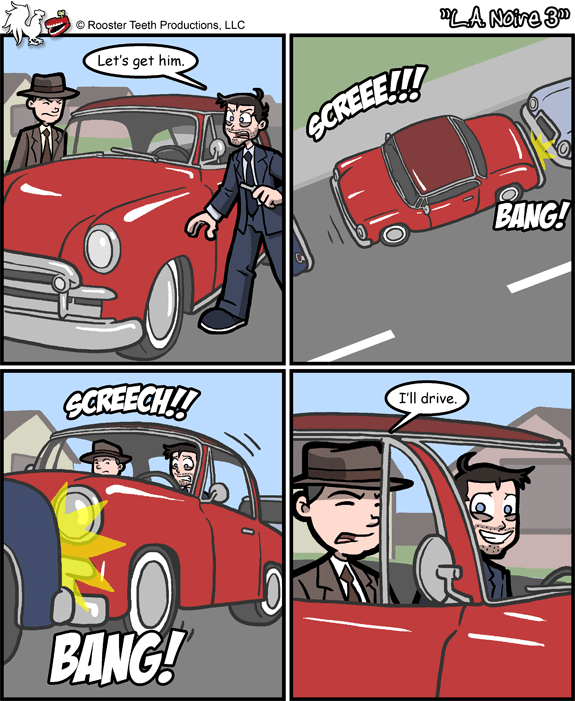 © Rooster Teeth Productions, LLC
"L.A. Noire 3"
Let's get him.
SCREEE!!!
BANG!
SCREECH!!
BANG!
I'll drive.